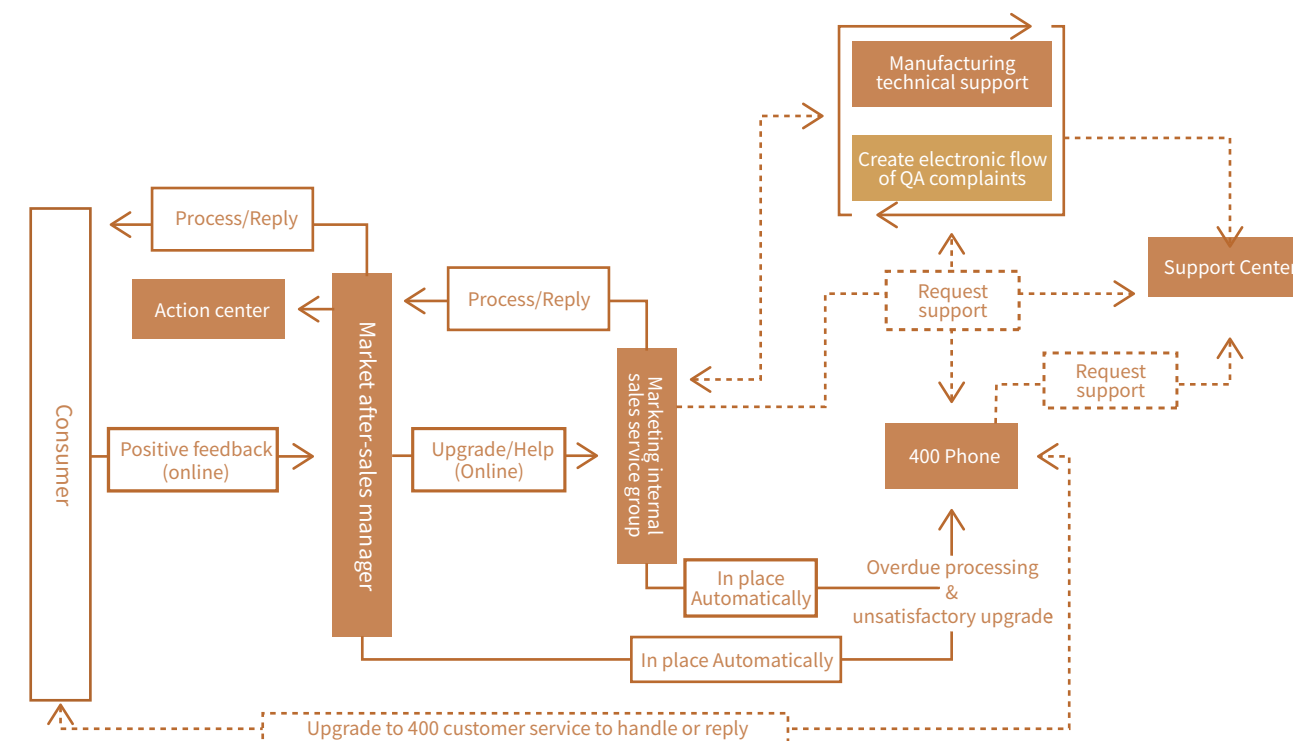 Manufacturing
technical support
Create electronic flow
of QA complaints
Process/Reply
Support Center
Action center
Process/Reply
Request
support
Request
support
Consumer
Market after-sales manager
Marketing internal
sales service group
Positive feedback
(online)
Upgrade/Help
(Online)
400 Phone
In place
Automatically
Overdue processing
&
unsatisfactory upgrade
In place Automatically
Upgrade to 400 customer service to handle or reply